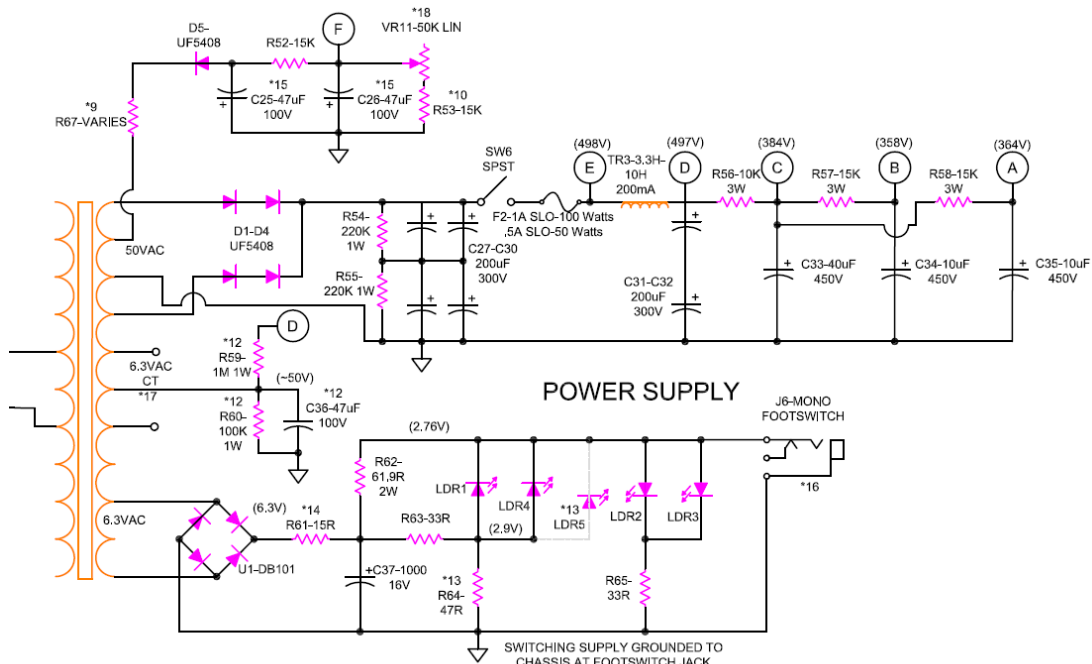 *18
VR11-50K LIN
D5-
UF5408
R52-15K
F
*9
R67-VARIES
*15
C25-47uF
100V
+
*15
C26-47uF
100V
+
*10
R53-15K
50VAC
D1-D4
UF5408
R54-
220K
1W
R55-
220K 1W
+
+
+
+
C27-C30
200uF
300V
SW6
SPST
F2-1A SLO-100 Watts
,5A SLO-50 Watts
(498V)
E
TR3-3.3H-
10H
200mA
(497V)
D
+
+
C31-C32
200uF
300V
R56-10K
3W
(384V)
C
R57-15K
3W
(358V)
B
R58-15K
3W
(364V)
A
+
C33-40uF
450V
+
C34-10uF
450V
+
C35-10uF
450V
D
*12
R59-
1M 1W
(~50V)
*12
R60-
100K
1W
*12
C36-47uF
100V
6.3VAC
CT
*17
POWER SUPPLY
6.3VAC
(6.3V)
U1-DB101
*14
R61-15R
R62-
61,9R
2W
(2.76V)
R63-33R
(2.9V)
+C37-1000
16V
*13
R64-
47R
LDR1
LDR4
*13
LDR5
LDR2
LDR3
R65-
33R
J6-MONO
FOOTSWITCH
*16
SWITCHING SUPPLY GROUNDED TO
CHASSIS AT FOOTSWITCH JACK